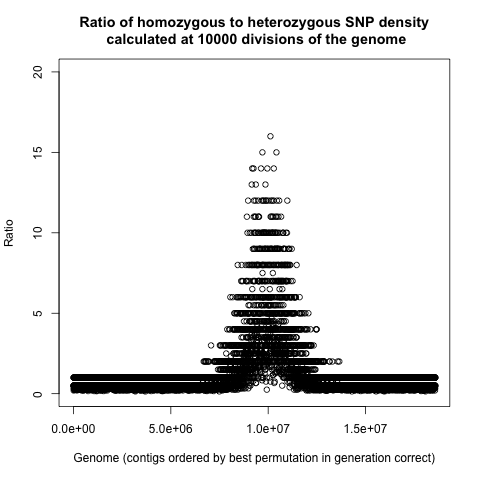 Ratio of homozygous to heterozygous SNP density
calculated at 10000 divisions of the genome
20
15
10
5
0
Ratio
0.0e+00 5.0e+06 1.0e+07 1.5e+07
Genome (contigs ordered by best permutation in generation correct)